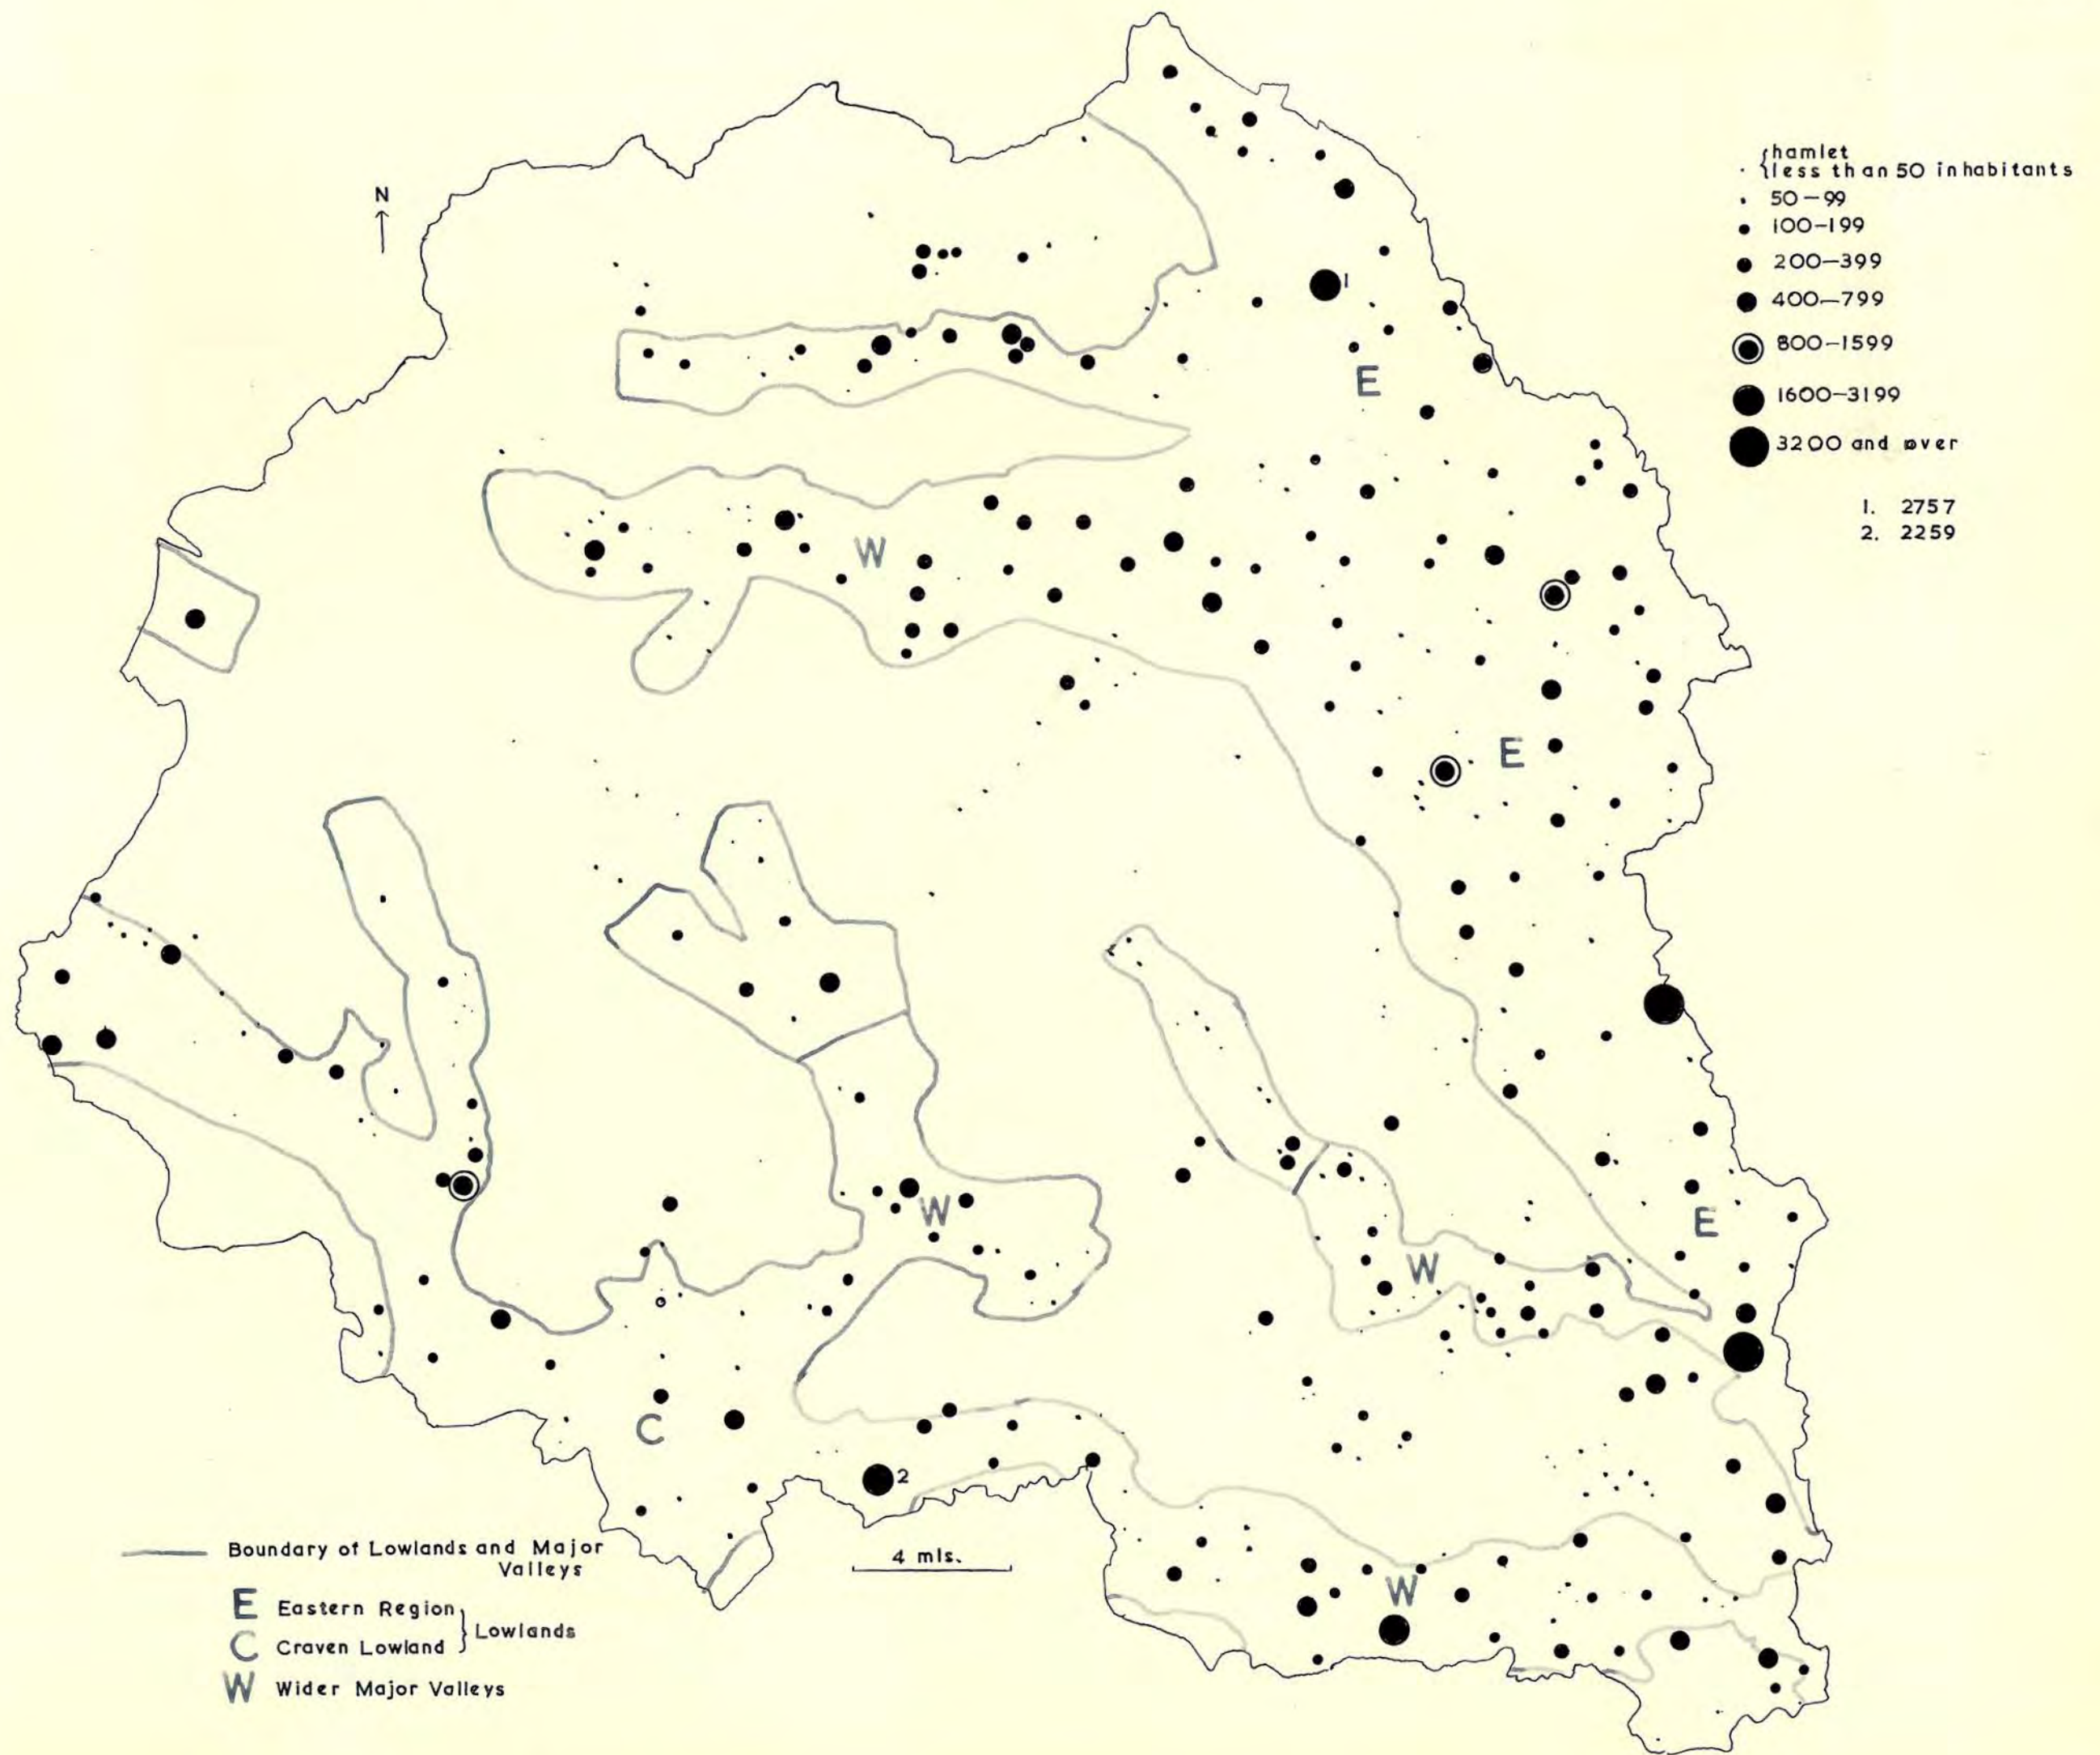 N
hamlet
less than 50 inhabitants
50-99
100-199
200-399
400-799
800-1599
1600-3199
3200 and over
1. 2757
2. 2259
1
E
W
E
W
E
W
C
2
W
4 mls.
Boundary of Lowlands and Major
Valleys
E Eastern Region
Lowlands
C Craven Lowland
W Wider Major Valleys